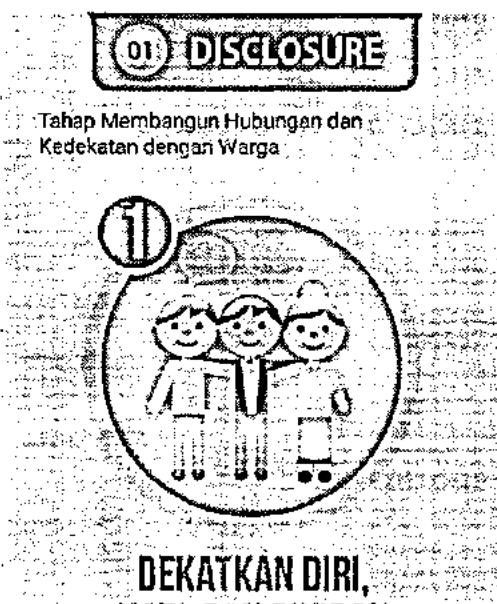 01 DISCLOSURE
Tahap Membangun Hubungan dan
Kedekatan dengan Warga
1
DEKATKAN DIRI,